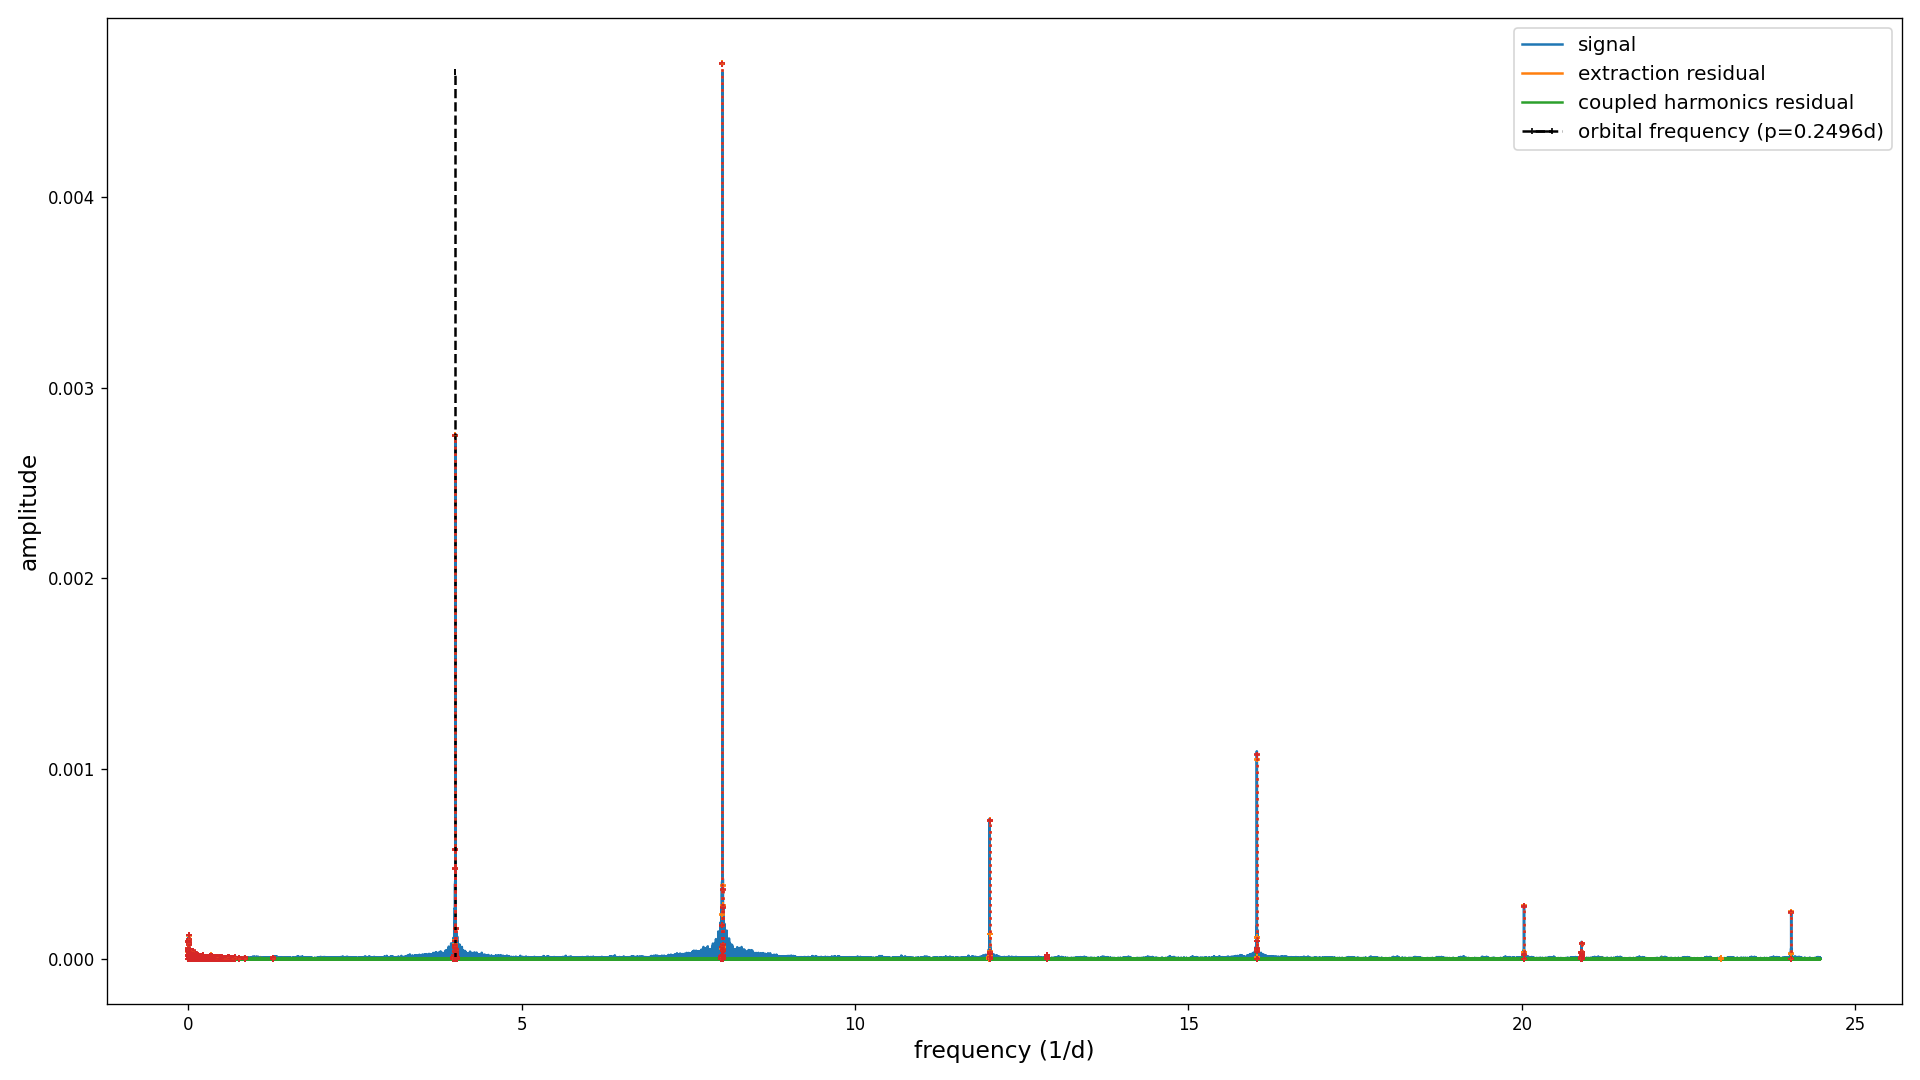 signal
extraction residual
coupled harmonics residual
orbital frequency (p=0.2496d)
amplitude
0.004
0.003
0.002
0.001
0.000
0 5 10 15 20 25
frequency (1/d)